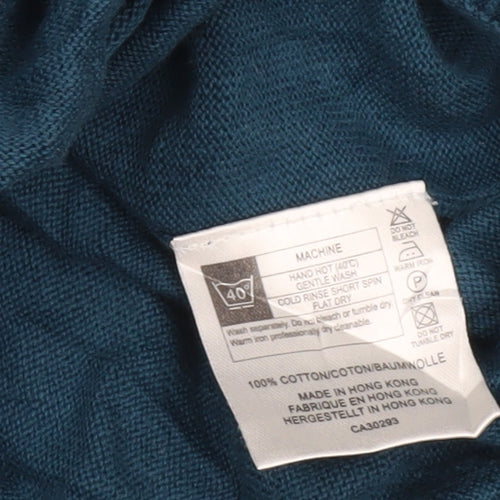 MACHINE
HAND HOT (40°C)
GENTLE WASH
COLD RINSE SHORT SPIN
FLAT DRY
40°
Wash separately. Do not bleach or tumble dry.
Warm iron professionally dry cleanable.
DO NOT
BLEACH
WARM IRON
P
DRY CLEAN
DO NOT
TUMBLE DRY
100% COTTON/COTON/BAUMWOLLE
MADE IN HONG KONG
FABRIQUE EN HONG KONG
HERGESTELLT IN HONG KONG
CA30293